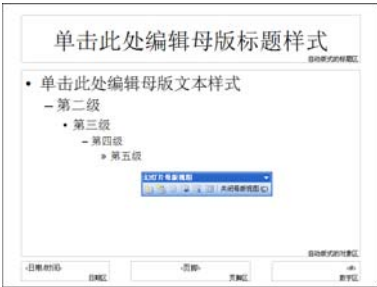 单击此处编辑母版标题样式
自动版式的标题区
• 单击此处编辑母版文本样式
– 第二级
• 第三级
– 第四级
» 第五级
幻灯片母版视图
关闭母版视图(C)
自动版式的对象区
<日期/时间>
<页脚>
<#>
日期区
页脚区
数字区